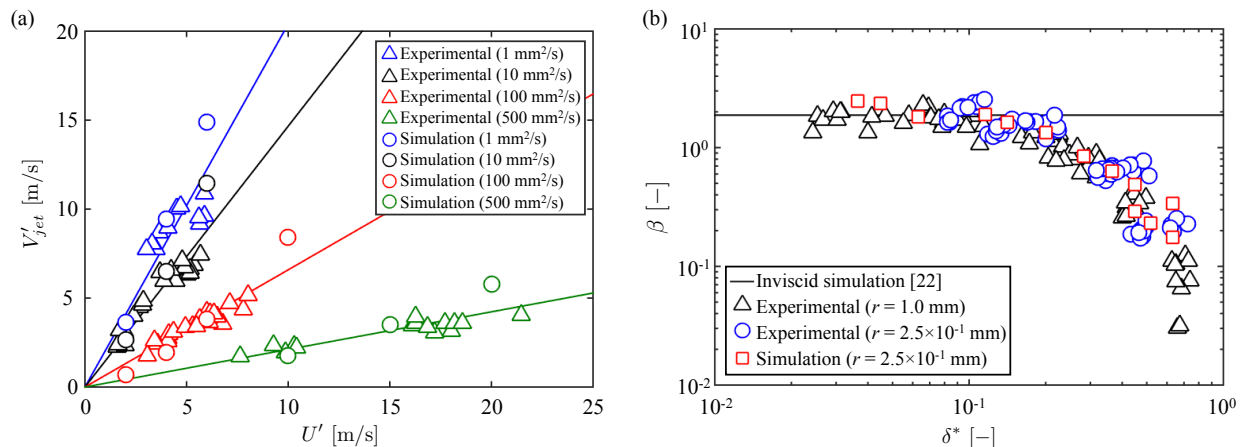 (a)
20
15
10
5
0
0
5
10
15
20
25
V′jet [m/s]
U′ [m/s]
Experimental (1 mm²/s)
Experimental (10 mm²/s)
Experimental (100 mm²/s)
Experimental (500 mm²/s)
Simulation (1 mm²/s)
Simulation (10 mm²/s)
Simulation (100 mm²/s)
Simulation (500 mm²/s)
(b)
10¹
10⁰
10⁻¹
10⁻²
10⁻²
10⁻¹
10⁰
β [−]
δ* [−]
Inviscid simulation [22]
Experimental (r = 1.0 mm)
Experimental (r = 2.5×10⁻¹ mm)
Simulation (r = 2.5×10⁻¹ mm)